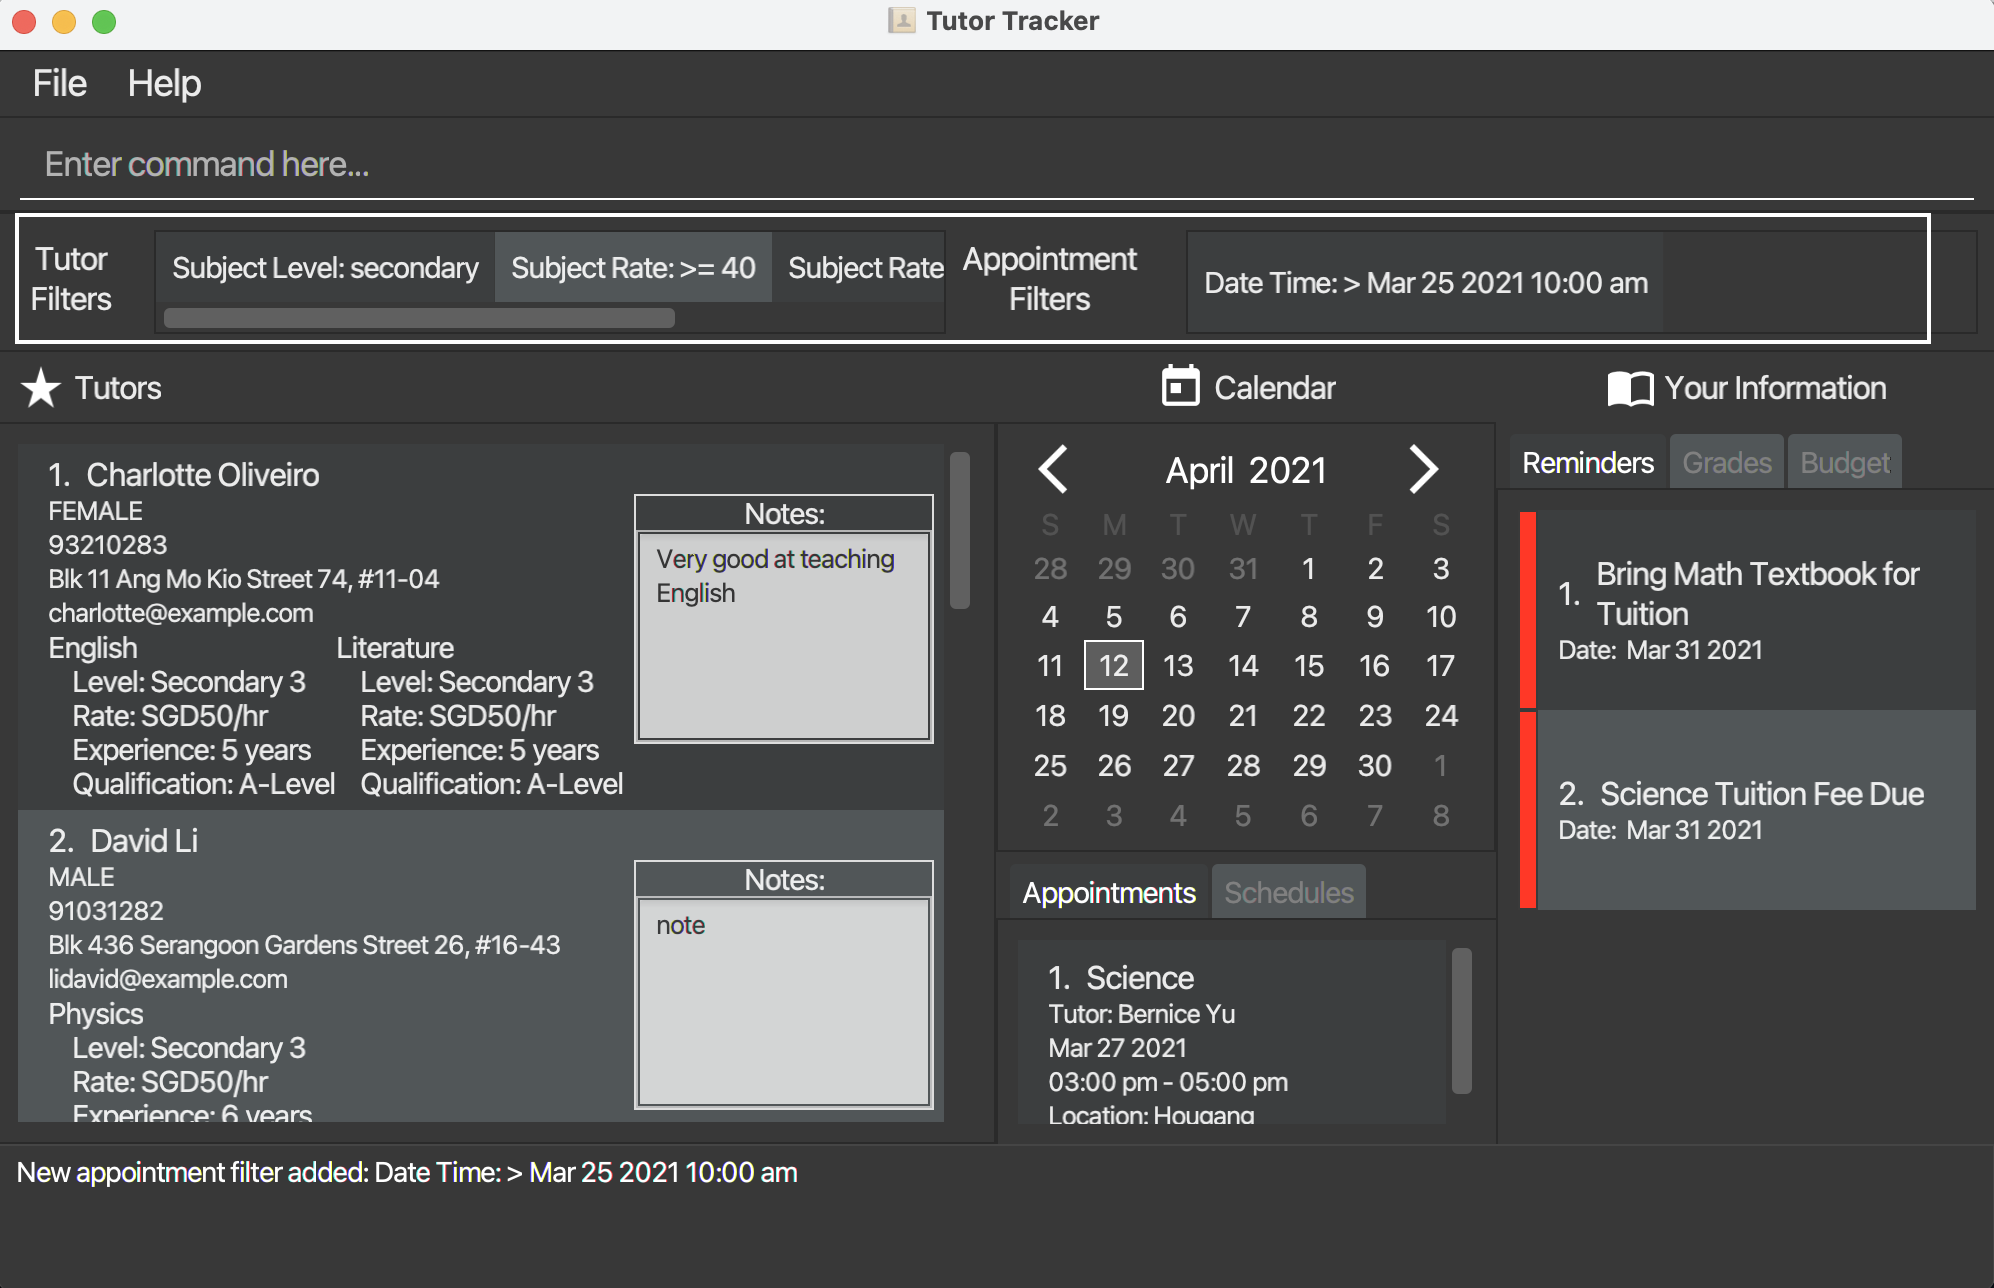 Tutor Tracker
File Help
Enter command here...
Tutor
Filters
Subject Level: secondary Subject Rate: >= 40 Subject Rate
Appointment
Filters
Date Time: > Mar 25 2021 10:00 am
Tutors
1. Charlotte Oliveiro
FEMALE
93210283
Blk 11 Ang Mo Kio Street 74, #11-04
charlotte@example.com
English Literature
Level: Secondary 3 Level: Secondary 3
Rate: SGD50/hr Rate: SGD50/hr
Experience: 5 years Experience: 5 years
Qualification: A-Level Qualification: A-Level
Notes:
Very good at teaching
English
2. David Li
MALE
91031282
Blk 436 Serangoon Gardens Street 26, #16-43
lidavid@example.com
Physics
Level: Secondary 3
Rate: SGD50/hr
Experience: 6 years
Notes:
note
Calendar
April 2021
S M T W T F S
28 29 30 31 1 2 3
4 5 6 7 8 9 10
11 12 13 14 15 16 17
18 19 20 21 22 23 24
25 26 27 28 29 30 1
2 3 4 5 6 7 8
Appointments Schedules
1. Science
Tutor: Bernice Yu
Mar 27 2021
03:00 pm - 05:00 pm
Location: Hougang
Your Information
Reminders Grades Budget
1. Bring Math Textbook for
Tuition
Date: Mar 31 2021
2. Science Tuition Fee Due
Date: Mar 31 2021
New appointment filter added: Date Time: > Mar 25 2021 10:00 am